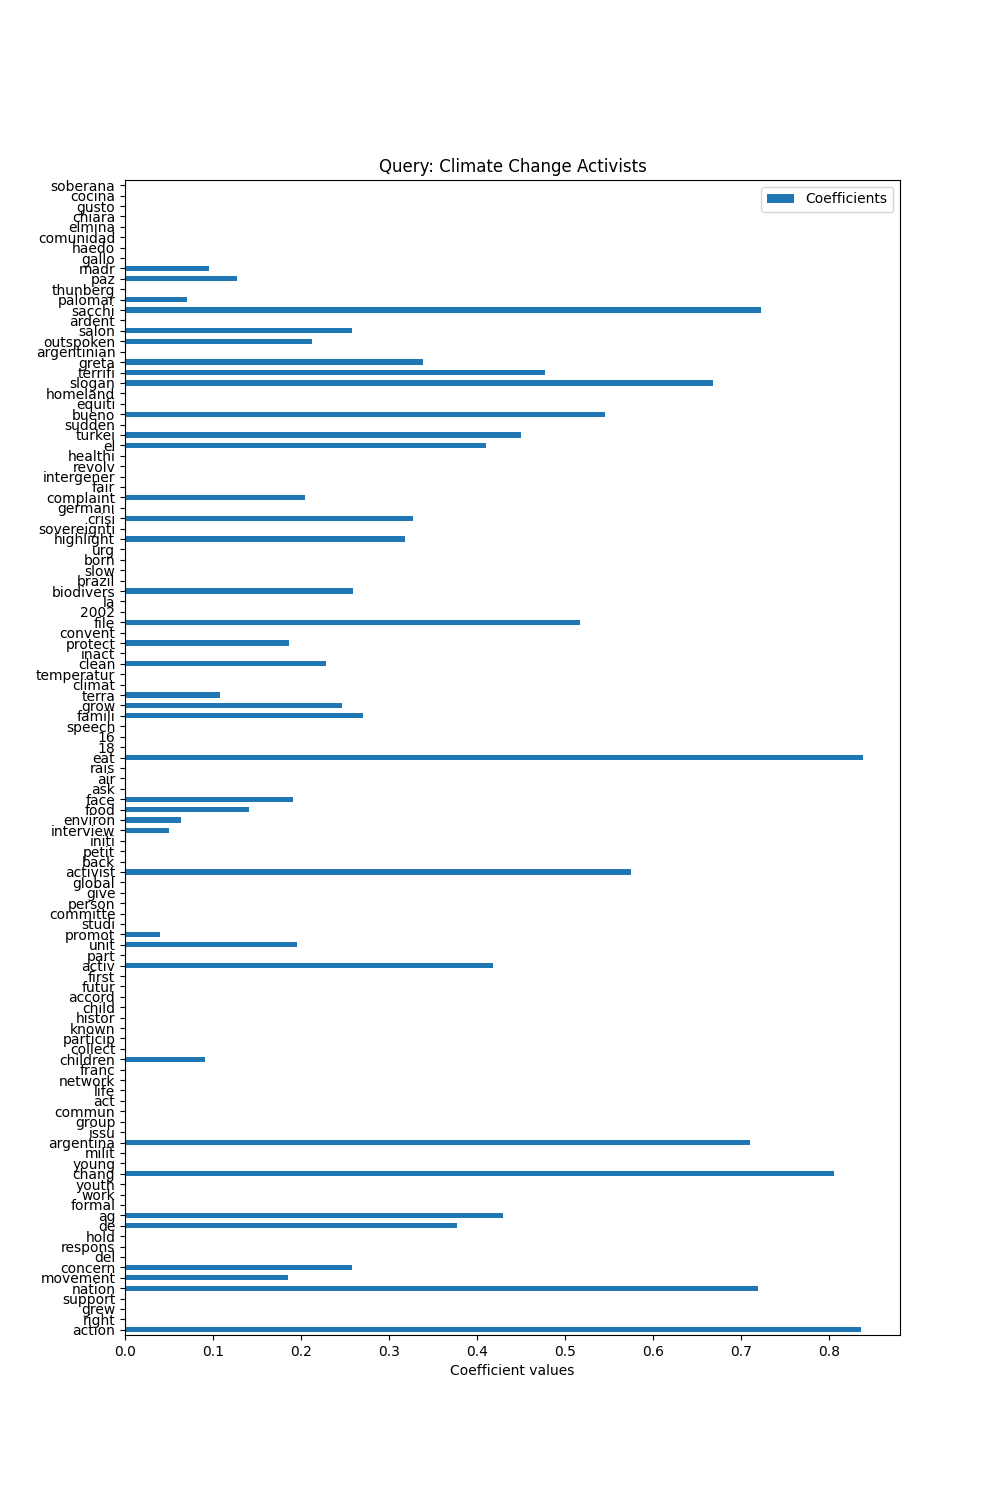 Query: Climate Change Activists
Coefficients
soberana
cocina
gusto
chiara
elmina
comunidad
haedo
gallo
madr
paz
thunberg
palomar
sacchi
ardent
salon
outspoken
argentinian
greta
terrifi
slogan
homeland
equiti
bueno
sudden
turkei
el
healthi
revolv
intergener
fair
complaint
germani
crisi
sovereignti
highlight
urg
born
slow
brazil
biodivers
la
2002
file
convent
protect
inact
clean
temperatur
climat
terra
grow
famili
speech
16
18
eat
rais
air
ask
face
food
environ
interview
initi
petit
back
activist
global
give
person
committe
studi
promot
unit
part
activ
first
futur
accord
child
histor
known
particip
collect
children
franc
network
life
act
commun
group
issu
argentina
milit
young
chang
youth
work
formal
ag
de
hold
respons
del
concern
movement
nation
support
grew
right
action
0.0 0.1 0.2 0.3 0.4 0.5 0.6 0.7 0.8
Coefficient values